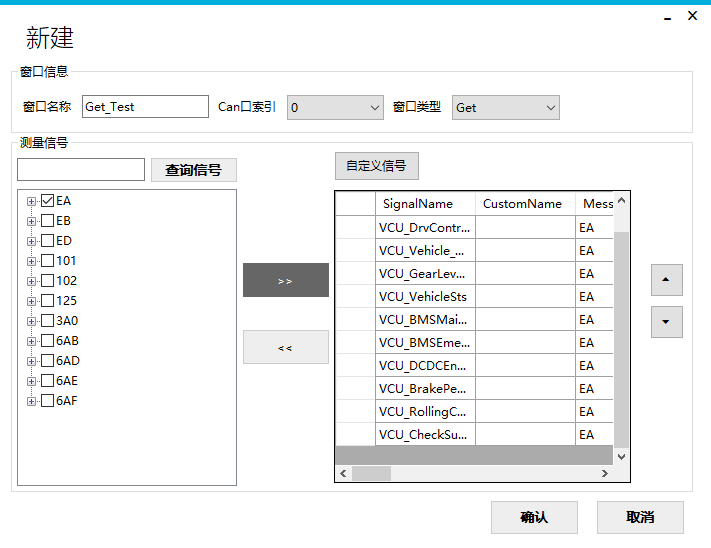 新建
窗口信息
窗口名称 Get_Test Can口索引 0 窗口类型 Get
测量信号
查询信号 自定义信号
EA
EB
ED
101
102
125
3A0
6AB
6AD
6AE
6AF
>>
<<
SignalName CustomName Mess
VCU_DrvContr... EA
VCU_Vehicle_... EA
VCU_GearLev... EA
VCU_VehicleSts EA
VCU_BMSMai... EA
VCU_BMSEme... EA
VCU_DCDCEn... EA
VCU_BrakePe... EA
VCU_RollingC... EA
VCU_CheckSu... EA
确认 取消